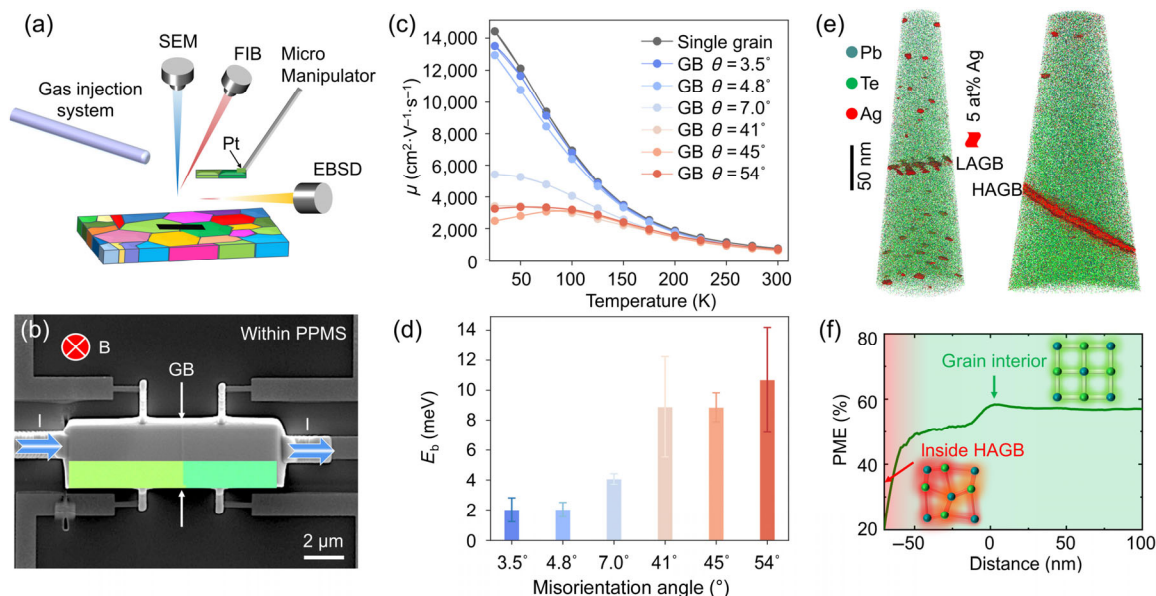 (a)
SEM
FIB
Micro
Manipulator
Gas injection
system
Pt
EBSD
(b)
Within PPMS
B
GB
I
I
2 μm
(c)
14,000
12,000
10,000
8,000
6,000
4,000
2,000
0
μ (cm²·V⁻¹·s⁻¹)
Single grain
GB θ = 3.5°
GB θ = 4.8°
GB θ = 7.0°
GB θ = 41°
GB θ = 45°
GB θ = 54°
50 100 150 200 250 300
Temperature (K)
(d)
14
12
10
8
6
4
2
0
E_b (meV)
3.5° 4.8° 7.0° 41° 45° 54°
Misorientation angle (°)
(e)
Pb
Te
Ag
5 at% Ag
50 nm
LAGB
HAGB
(f)
80
60
40
20
PME (%)
Grain interior
Inside HAGB
−50 0 50 100
Distance (nm)